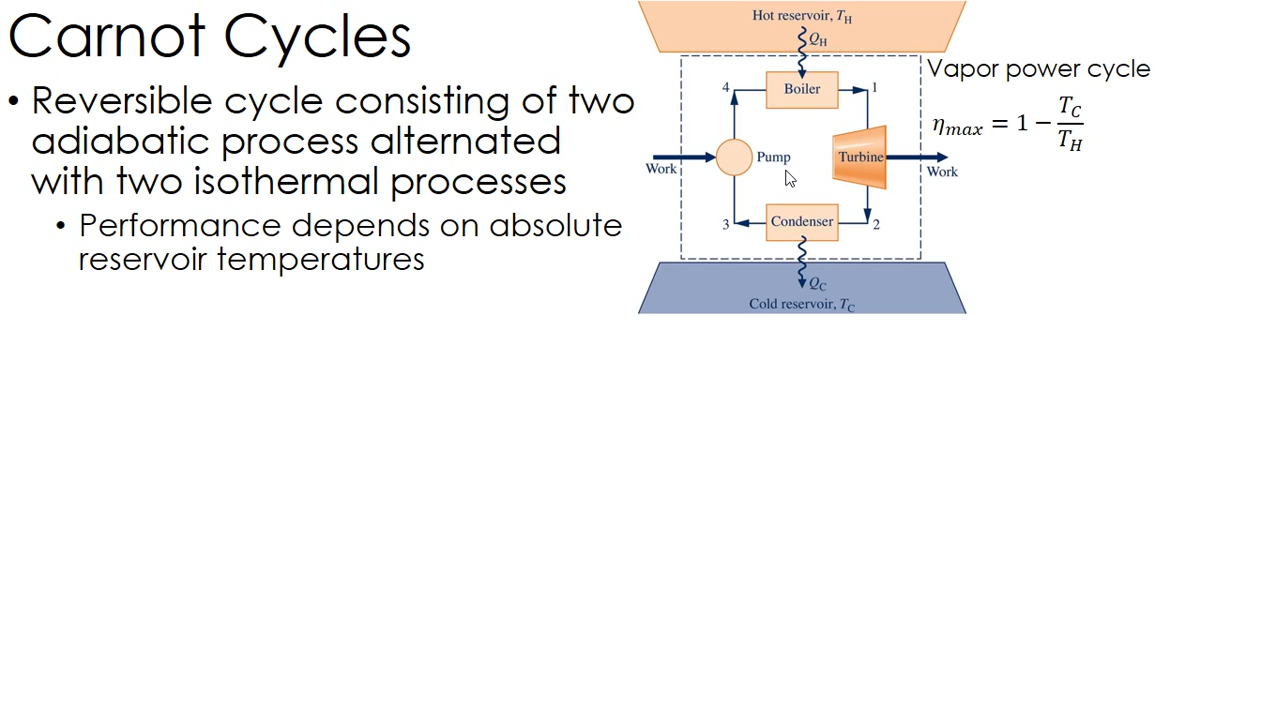 Carnot Cycles
• Reversible cycle consisting of two
adiabatic process alternated
with two isothermal processes
• Performance depends on absolute
reservoir temperatures
Hot reservoir, T_H
Q_H
Boiler
4
1
Pump
Turbine
Work
Work
Condenser
3
2
Q_C
Cold reservoir, T_C
Vapor power cycle
η_max = 1 − T_C/T_H